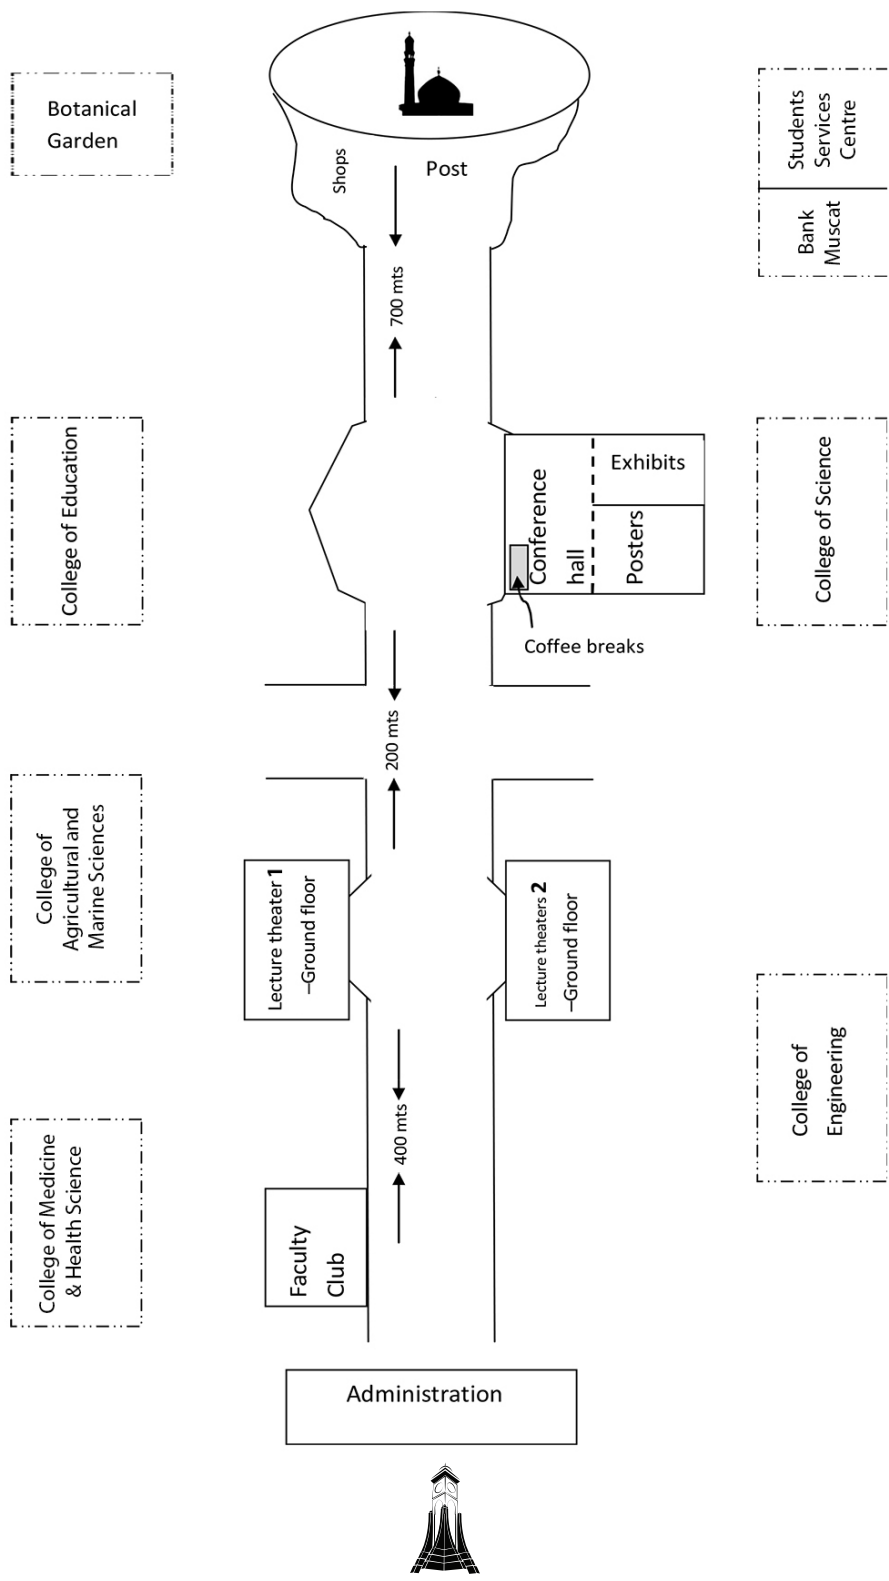 Botanical
Garden
Shops
Post
Students
Services
Centre
Bank
Muscat
700 mts
College of Education
Conference
hall
Exhibits
Posters
College of Science
Coffee breaks
200 mts
College of
Agricultural and
Marine Sciences
Lecture theater 1
–Ground floor
Lecture theaters 2
–Ground floor
College of
Engineering
400 mts
College of Medicine
& Health Science
Faculty
Club
Administration